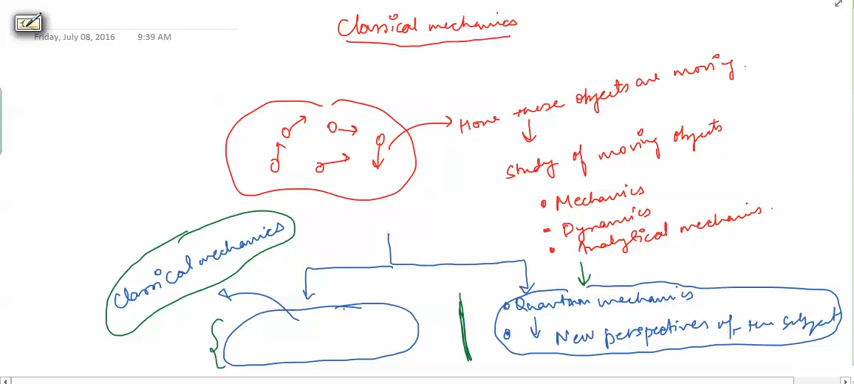 Classical mechanics
Friday, July 08, 2016 9:39 AM
How these objects are moving.
Study of moving objects
• Mechanics
• Dynamics
• Analytical mechanics.
Classical mechanics
• Quantum mechanics
• New perspectives of subject